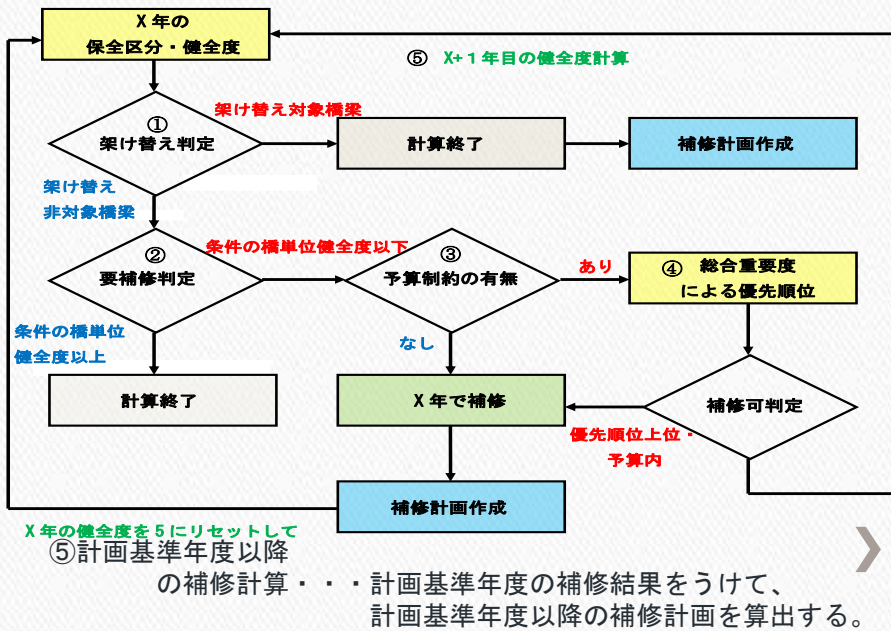 X年の
保全区分・健全度
⑤ X+1年目の健全度計算
①
架け替え判定
架け替え対象橋梁
計算終了
補修計画作成
架け替え
非対象橋梁
②
要補修判定
条件の橋単位健全度以下
③
予算制約の有無
あり
④ 総合重要度
による優先順位
条件の橋単位
健全度以上
なし
計算終了
X年で補修
補修可判定
優先順位上位・
予算内
補修計画作成
X年の健全度を5にリセットして
⑤計画基準年度以降
の補修計算・・・計画基準年度の補修結果をうけて、
計画基準年度以降の補修計画を算出する。